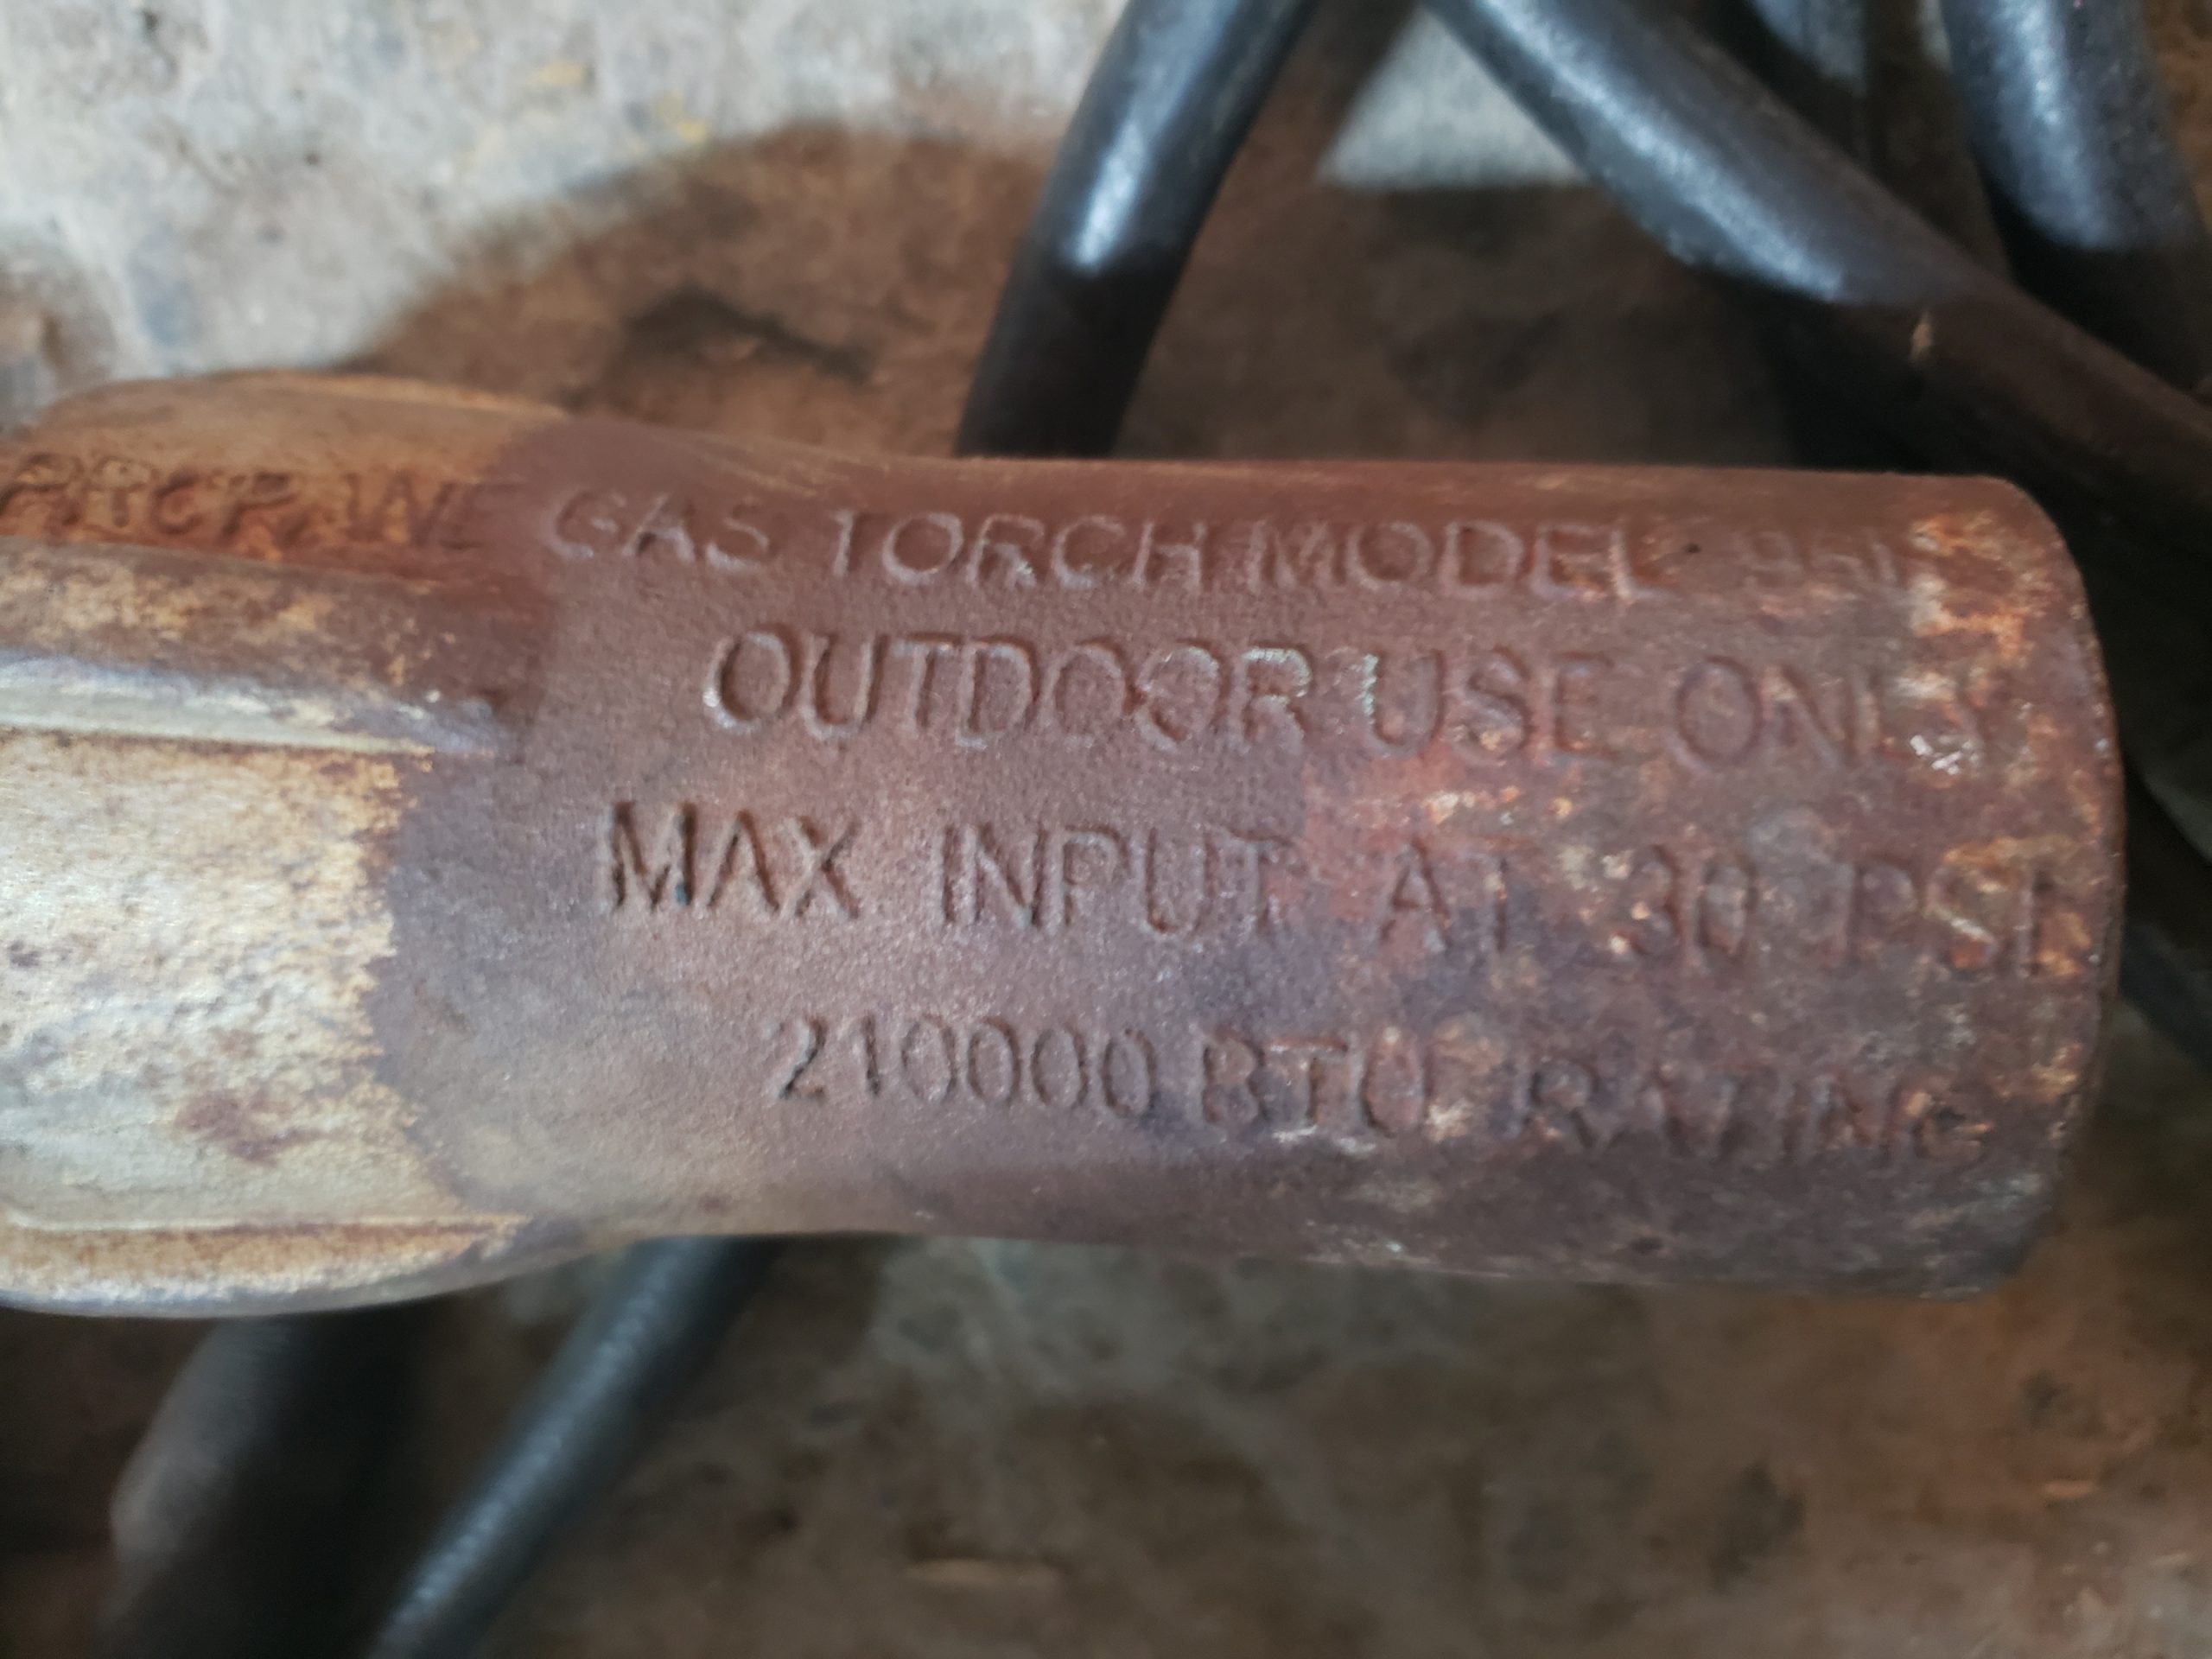 PROPANE GAS TORCH MODEL
OUTDOOR USE ONLY
MAX INPUT AT 30 PSI
210000 BTU RATING